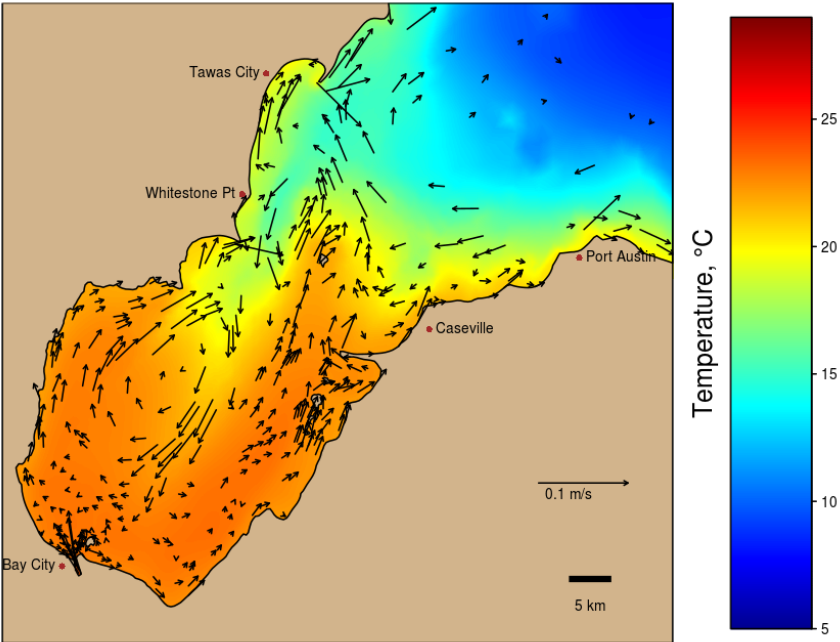 Tawas City
Whitestone Pt
Port Austin
Caseville
0.1 m/s
Bay City
5 km
Temperature, °C
25
20
15
10
5